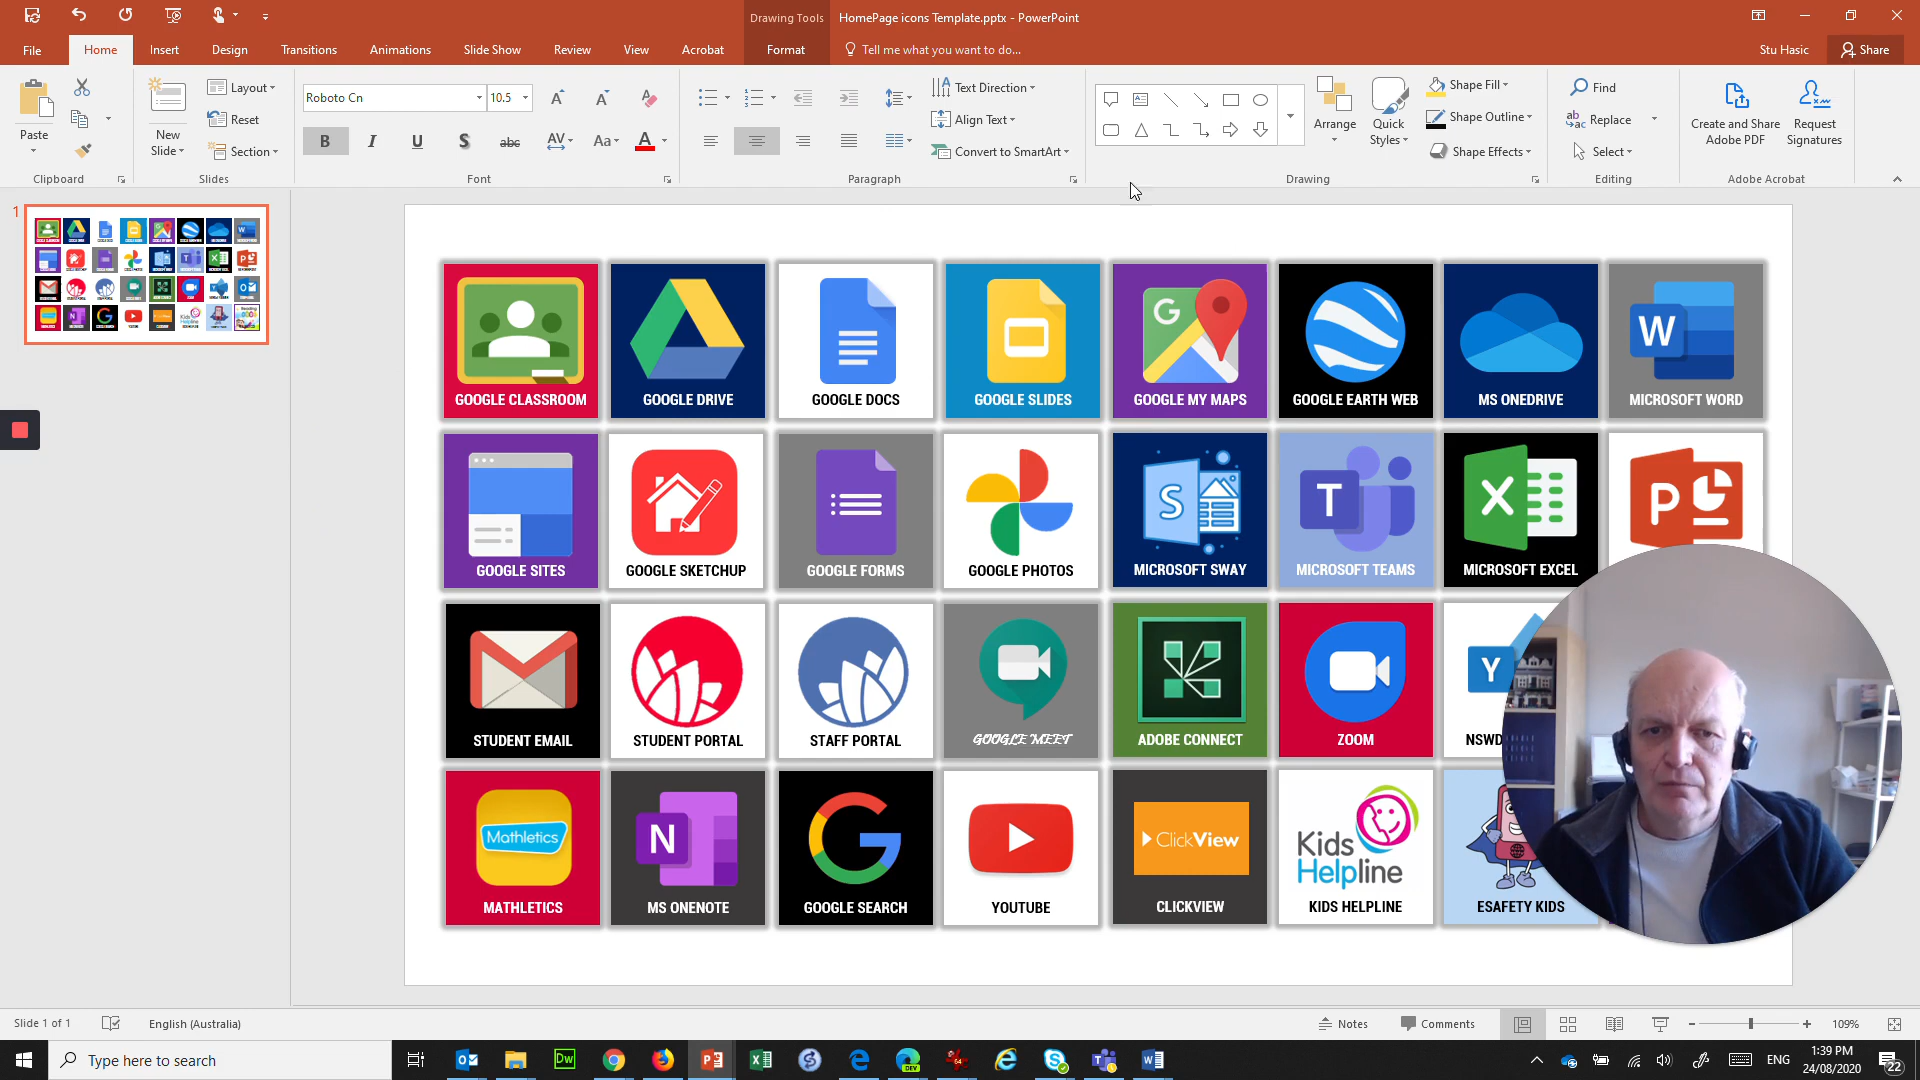 Drawing Tools
HomePage icons Template.pptx - PowerPoint
File
Home
Insert
Design
Transitions
Animations
Slide Show
Review
View
Acrobat
Format
Tell me what you want to do...
Stu Hasic
Share
Paste
New Slide
Layout
Reset
Section
Roboto Cn
10.5
B
I
U
S
abc
AV
Aa
A
Text Direction
Align Text
Convert to SmartArt
Arrange
Quick Styles
Shape Fill
Shape Outline
Shape Effects
Find
Replace
Select
Create and Share Adobe PDF
Request Signatures
Clipboard
Slides
Font
Paragraph
Drawing
Editing
Adobe Acrobat
1
GOOGLE CLASSROOM
GOOGLE DRIVE
GOOGLE DOCS
GOOGLE SLIDES
G
GOOGLE MY MAPS
GOOGLE EARTH WEB
MS ONEDRIVE
W
MICROSOFT WORD
GOOGLE SITES
GOOGLE SKETCHUP
GOOGLE FORMS
GOOGLE PHOTOS
S
MICROSOFT SWAY
T
MICROSOFT TEAMS
X
MICROSOFT EXCEL
P
STUDENT EMAIL
STUDENT PORTAL
STAFF PORTAL
GOOGLE MEET
ADOBE CONNECT
ZOOM
Y
NSWD
Mathletics
MATHLETICS
N
MS ONENOTE
G
GOOGLE SEARCH
YOUTUBE
ClickView
CLICKVIEW
Kids Helpline
KIDS HELPLINE
ESAFETY KIDS
Slide 1 of 1
English (Australia)
Notes
Comments
109%
Type here to search
Dw
DEV
ENG
1:39 PM
24/08/2020
22